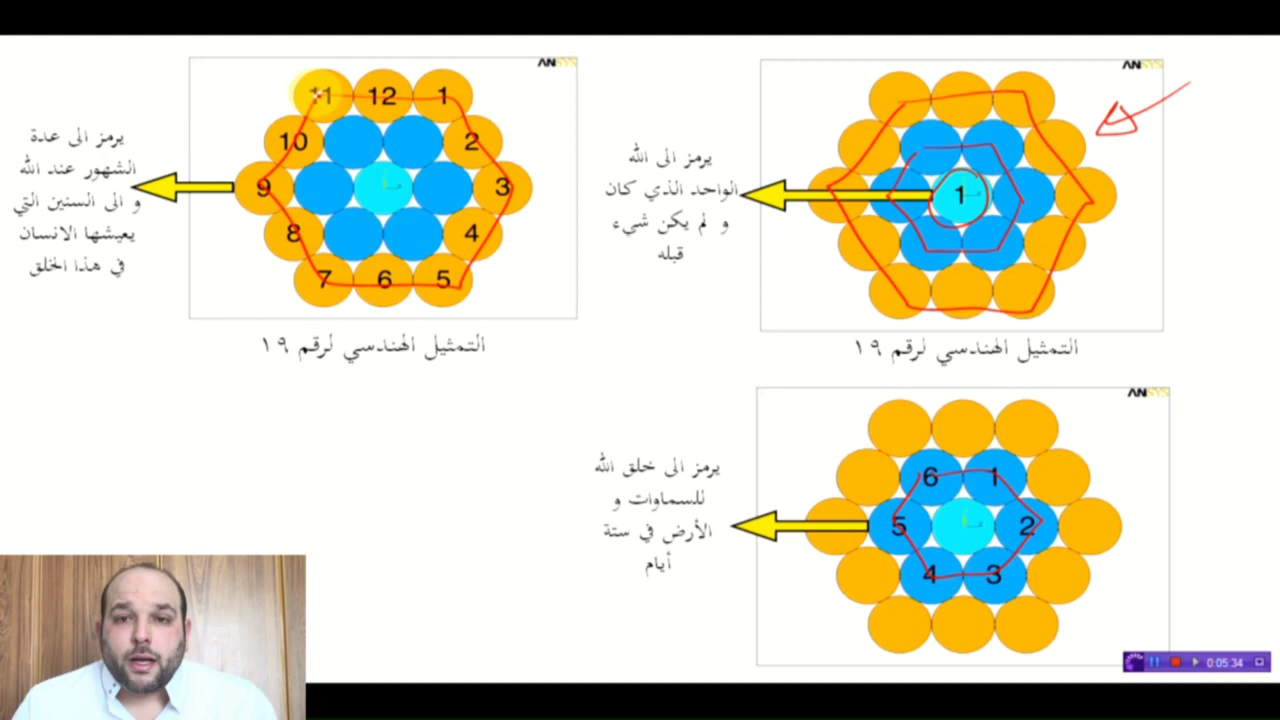 ANSYS
1
يرمز الى الله
الواحد الذي كان
و لم يكن شيء
قبله
التمثيل الهندسي لرقم ١٩
ANSYS
11 12 1
10 2
9 3
8 4
7 6 5
يرمز الى عدة
الشهور عند الله
و الى السنين التي
يعيشها الانسان
في هذا الخلق
التمثيل الهندسي لرقم ١٩
ANSYS
6 1
5 2
4 3
يرمز الى خلق الله
للسماوات و
الأرض في ستة
أيام
0:05:34